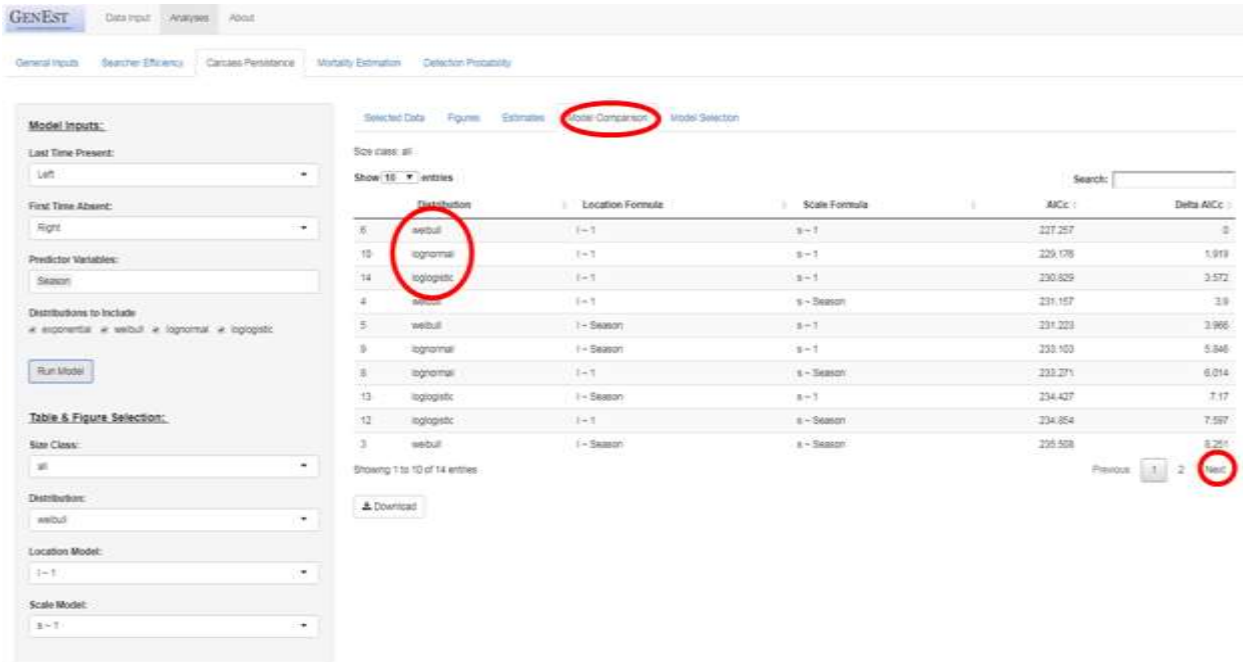 GENEST Data Input Analyses About
General Inputs Searcher Efficiency Carcass Persistence Mortality Estimation Detection Probability
Model Inputs:
Last Time Present:
Left
First Time Absent:
Right
Predictor Variables:
Season
Distributions to Include
exponential weibull lognormal loglogistic
Run Model
Table & Figure Selection:
Size Class:
all
Distribution:
weibull
Location Model:
l ~ 1
Scale Model:
s ~ 1
Selected Data Figures Estimates Model Comparison Model Selection
Size class: all
Show 10 entries Search:
Distribution Location Formula Scale Formula AICc Delta AICc
6 weibull l ~ 1 s ~ 1 227.257 0
10 lognormal l ~ 1 s ~ 1 229.176 1.919
14 loglogistic l ~ 1 s ~ 1 230.829 3.572
4 weibull l ~ 1 s ~ Season 231.157 3.9
5 weibull l ~ Season s ~ 1 231.223 3.966
9 lognormal l ~ Season s ~ 1 233.103 5.846
8 lognormal l ~ 1 s ~ Season 233.271 6.014
13 loglogistic l ~ Season s ~ 1 234.427 7.17
12 loglogistic l ~ 1 s ~ Season 234.854 7.597
3 weibull l ~ Season s ~ Season 235.508 8.251
Showing 1 to 10 of 14 entries Previous 1 2 Next
Download